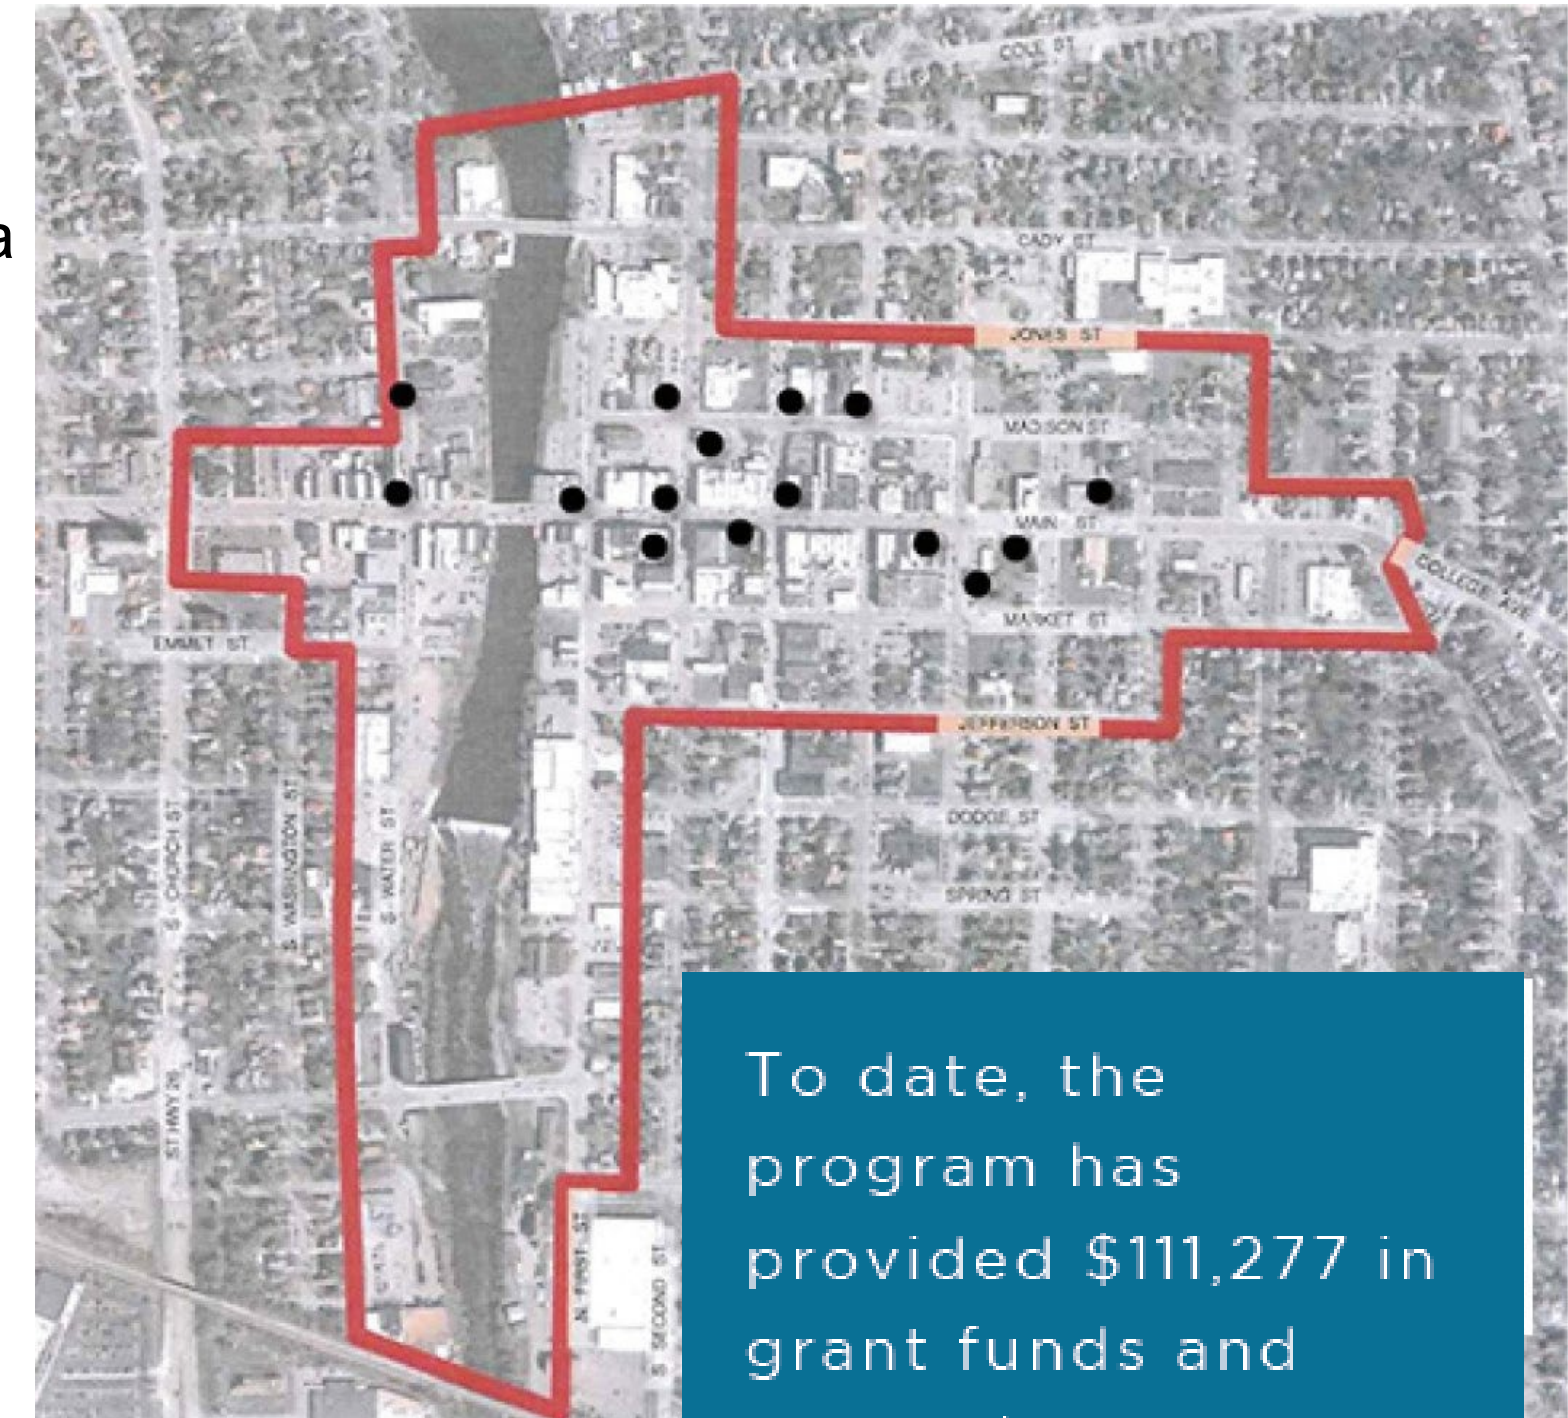 COLE ST
a
CADY ST
JONES ST
MADISON ST
MAIN ST
COLLEGE AVE
MARKET ST
EMMET ST
JEFFERSON ST
S CHURCH ST
S WASHINGTON ST
S WATER ST
DODGE ST
SPRING ST
ST HWY 26
N FIRST ST
S SECOND ST
To date, the
program has
provided $111,277 in
grant funds and